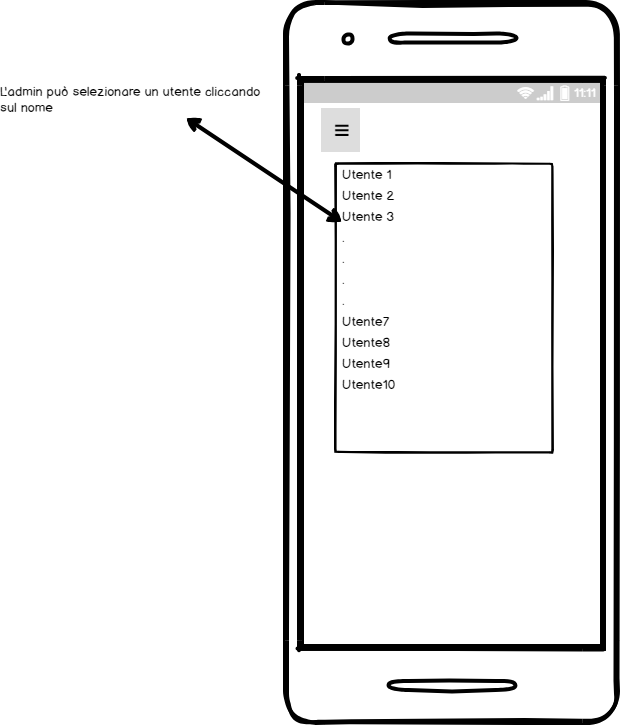 11:11
L'admin può selezionare un utente cliccando
sul nome
Utente 1
Utente 2
Utente 3
.
.
.
.
Utente7
Utente8
Utente9
Utente10